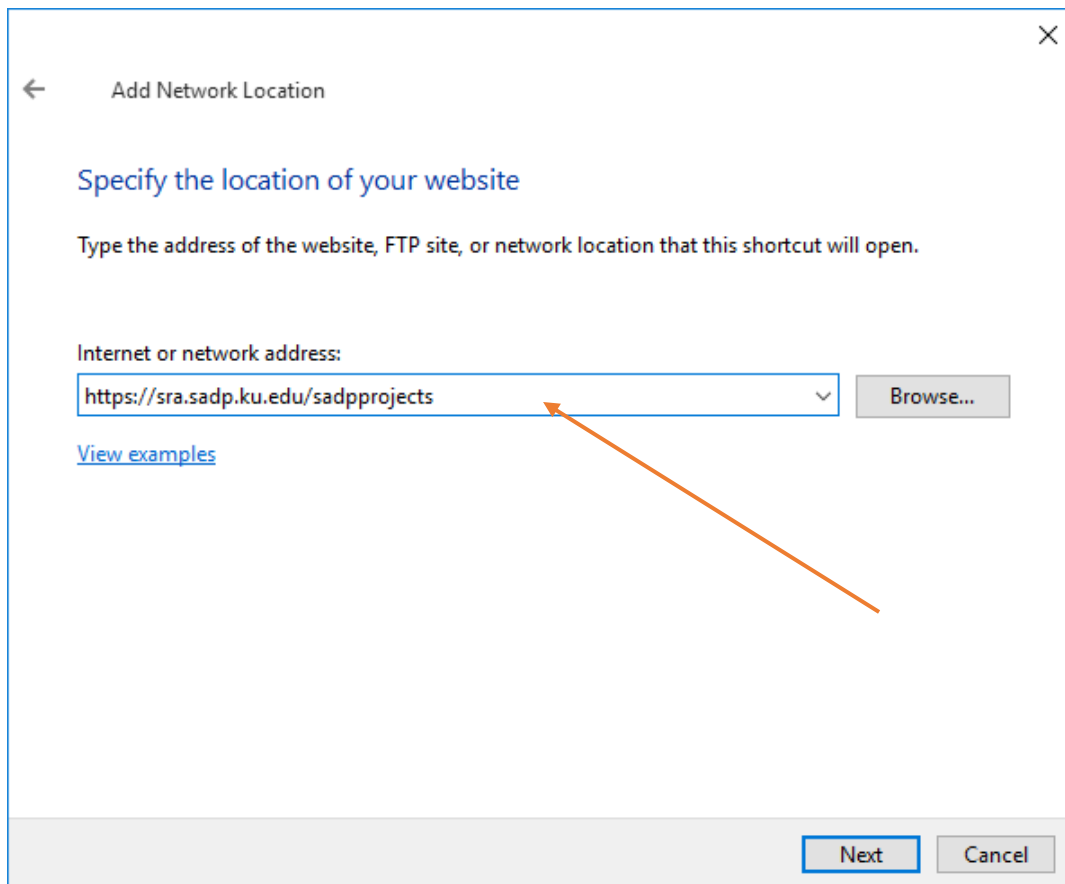 Add Network Location
Specify the location of your website
Type the address of the website, FTP site, or network location that this shortcut will open.
Internet or network address:
https://sra.sadp.ku.edu/sadpprojects
Browse...
View examples
Next
Cancel